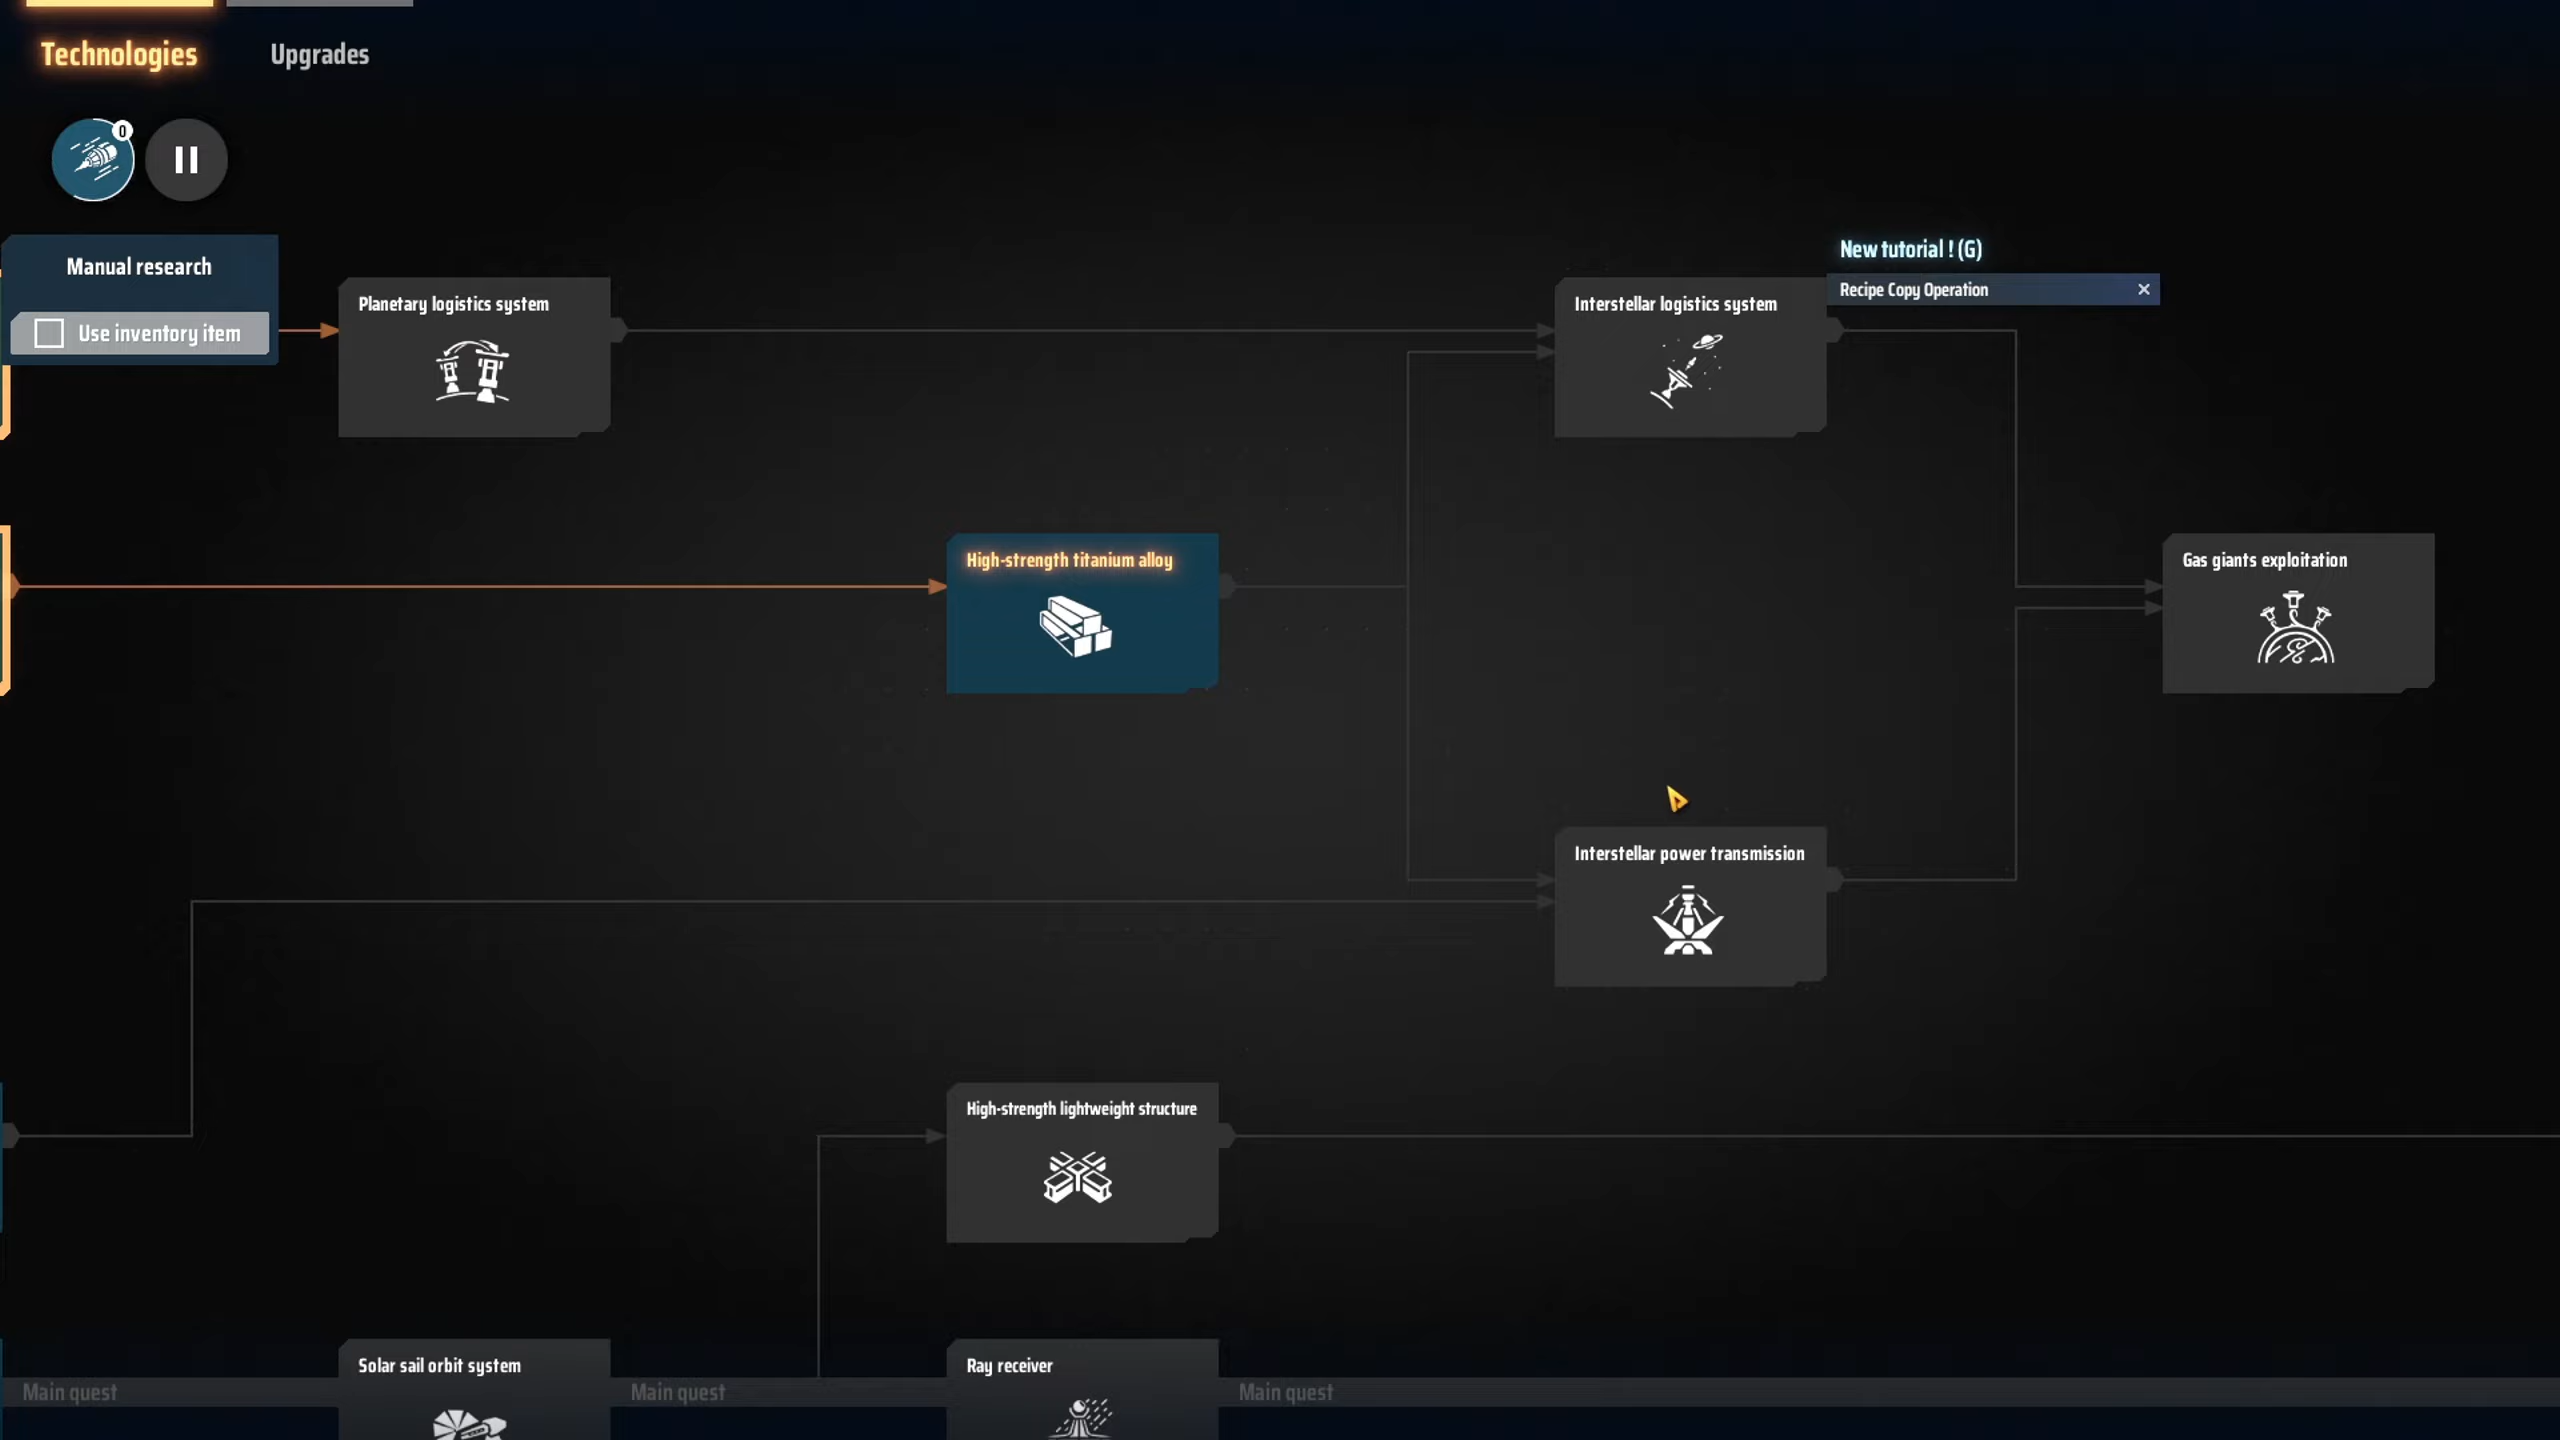 Technologies
Upgrades
0
Manual research
Use inventory item
Planetary logistics system
Interstellar logistics system
New tutorial ! (G)
Recipe Copy Operation
High-strength titanium alloy
Gas giants exploitation
Interstellar power transmission
High-strength lightweight structure
Solar sail orbit system
Ray receiver
Main quest
Main quest
Main quest